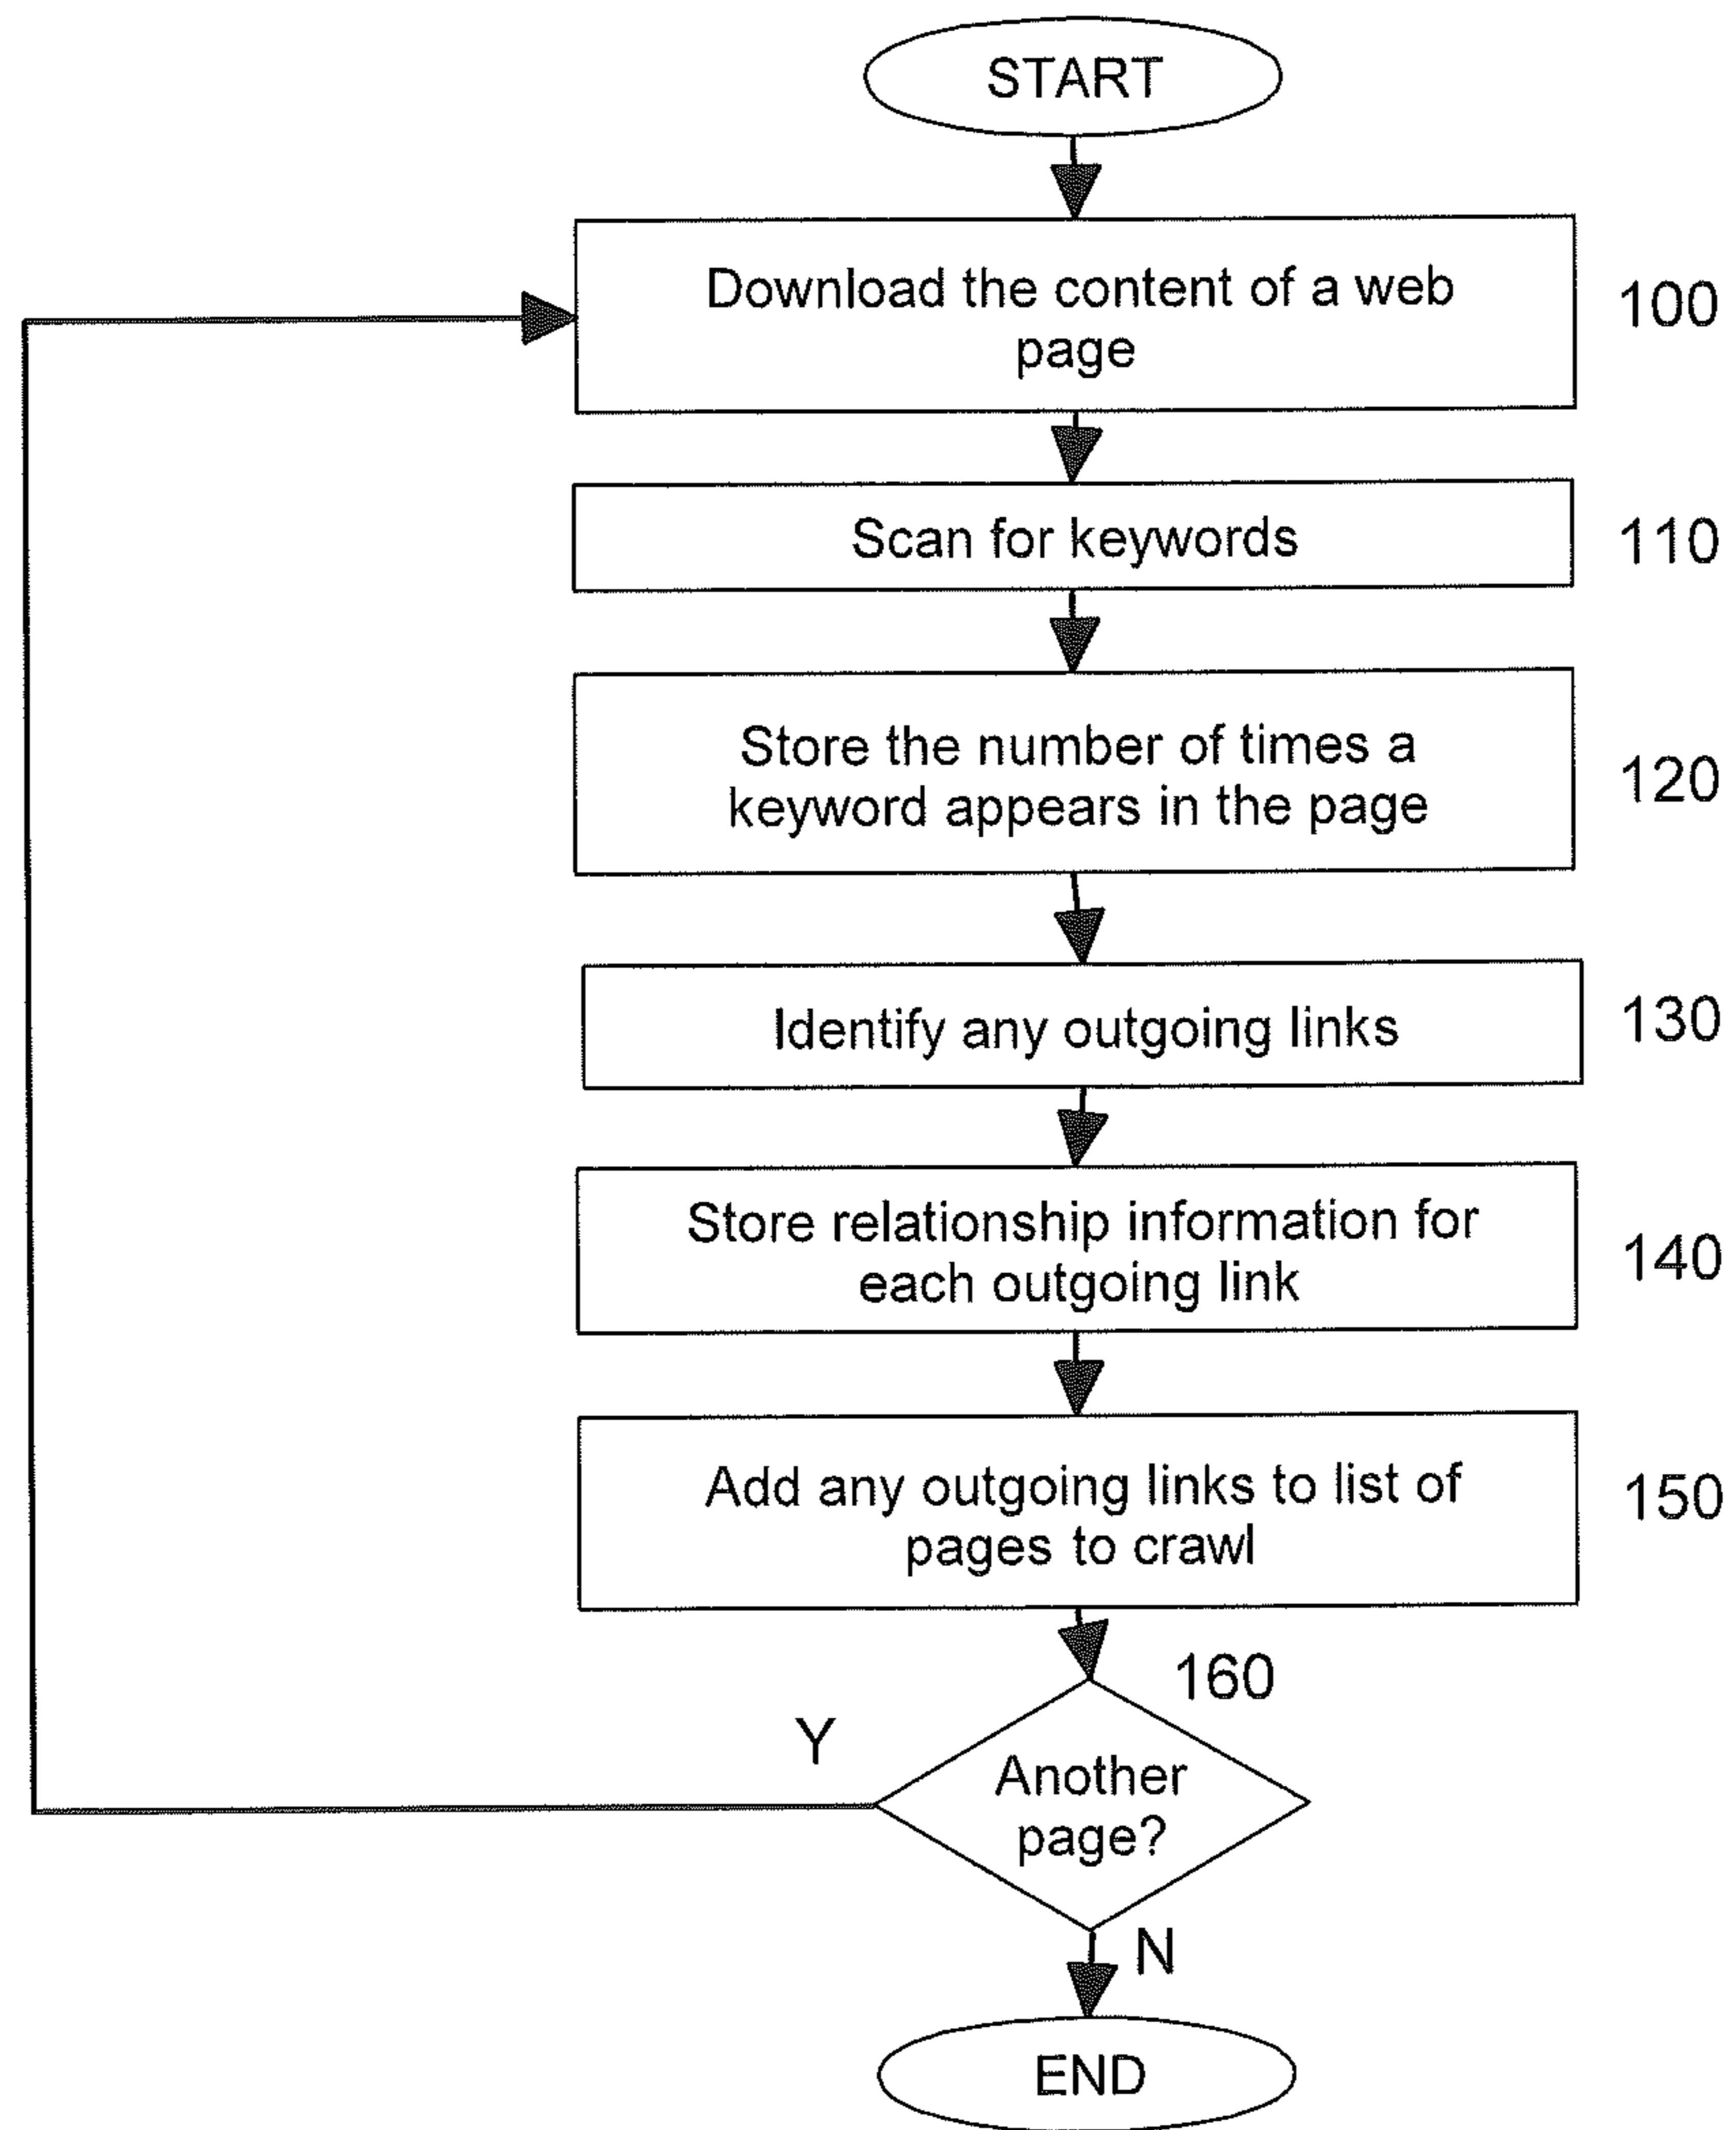 START
Download the content of a web
page
100
Scan for keywords
110
Store the number of times a
keyword appears in the page
120
Identify any outgoing links
130
Store relationship information for
each outgoing link
140
Add any outgoing links to list of
pages to crawl
150
160
Y
Another
page?
N
END